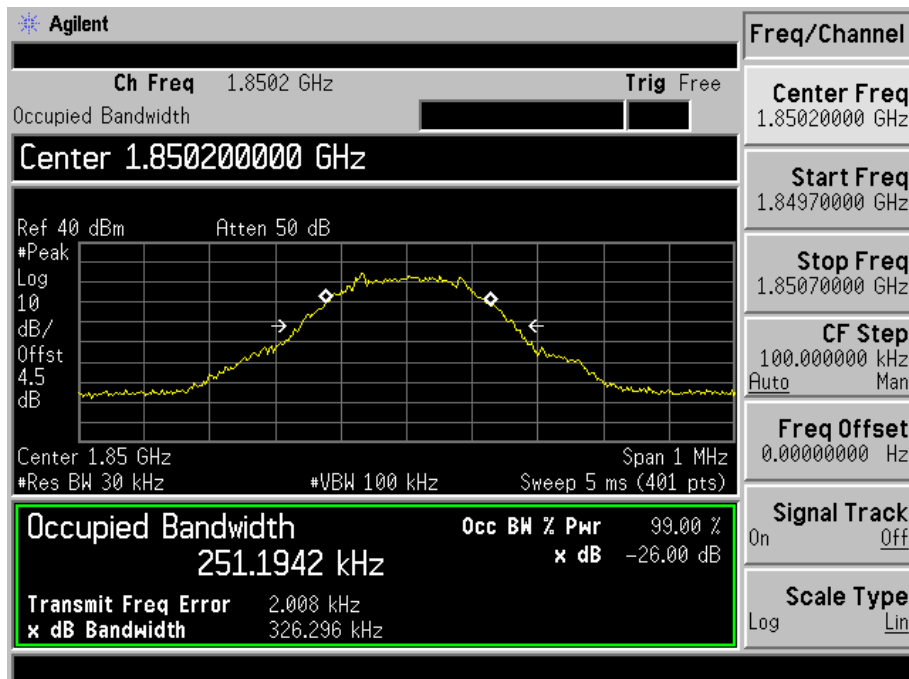 Agilent
Freq/Channel
Ch Freq 1.8502 GHz Trig Free
Occupied Bandwidth
Center 1.850200000 GHz
Ref 40 dBm Atten 50 dB
#Peak
Log
10
dB/
Offst
4.5
dB
Center 1.85 GHz Span 1 MHz
#Res BW 30 kHz #VBW 100 kHz Sweep 5 ms (401 pts)
Occupied Bandwidth
251.1942 kHz
Occ BW % Pwr 99.00 %
x dB -26.00 dB
Transmit Freq Error 2.008 kHz
x dB Bandwidth 326.296 kHz
Center Freq
1.85020000 GHz
Start Freq
1.84970000 GHz
Stop Freq
1.85070000 GHz
CF Step
100.000000 kHz
Auto Man
Freq Offset
0.00000000 Hz
Signal Track
On Off
Scale Type
Log Lin